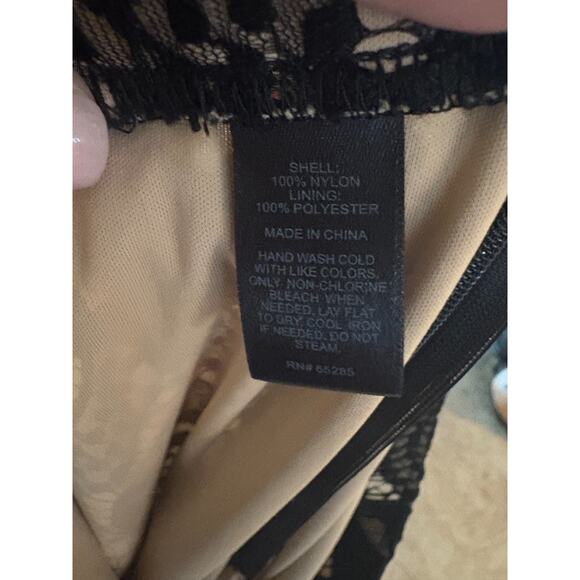 SHELL:
100% NYLON
LINING:
100% POLYESTER
MADE IN CHINA
HAND WASH COLD
WITH LIKE COLORS.
ONLY NON-CHLORINE
BLEACH WHEN
NEEDED. LAY FLAT
TO DRY. COOL IRON
IF NEEDED. DO NOT
STEAM.
RN# 65285